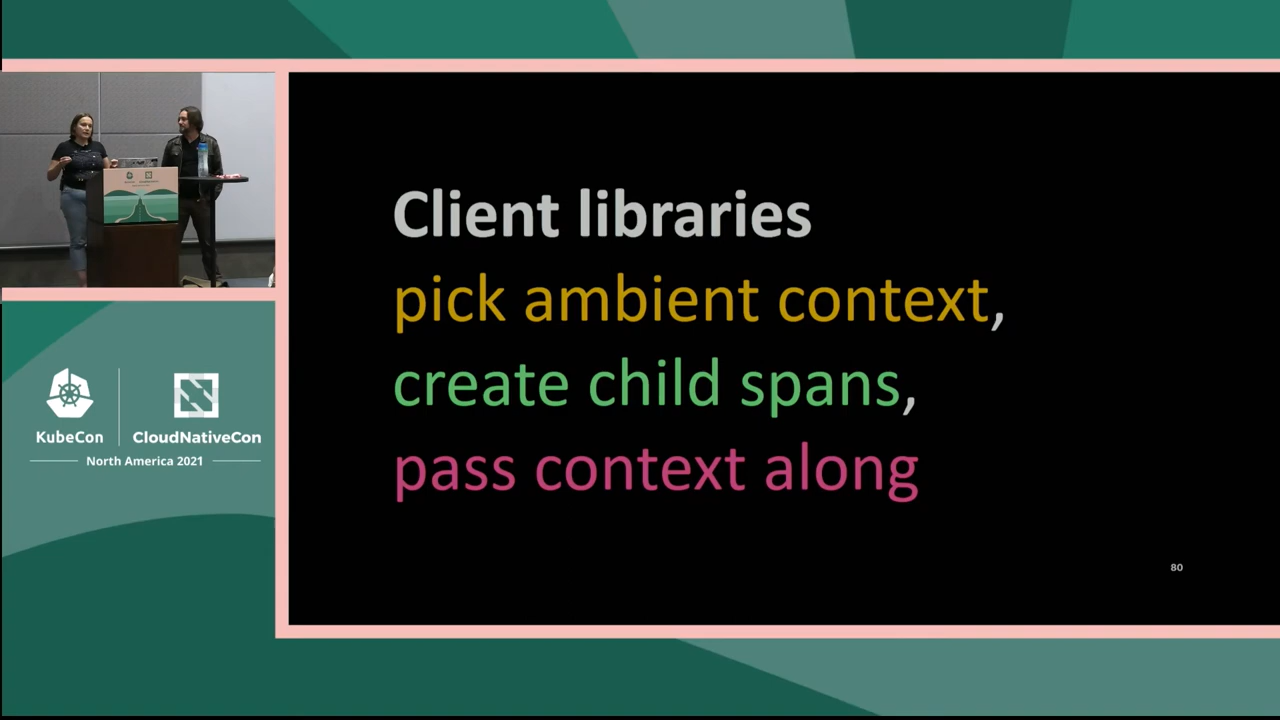 Client libraries
pick ambient context,
create child spans,
pass context along
80
KubeCon
CloudNativeCon
North America 2021